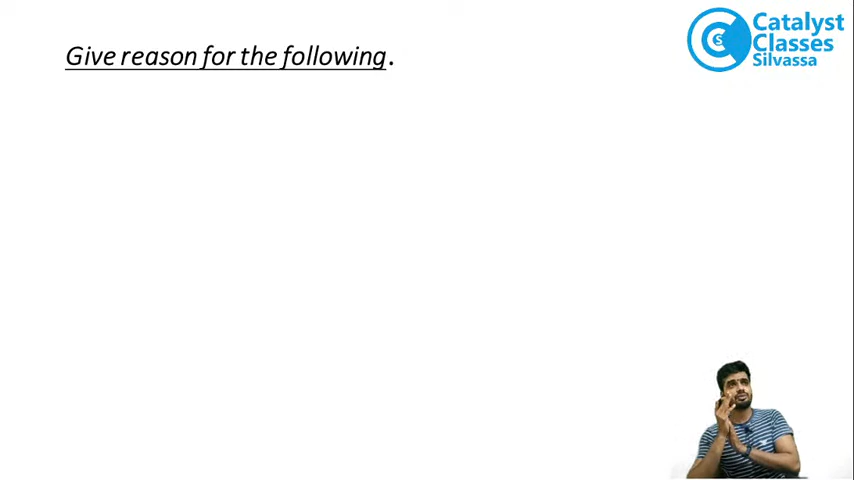 Give reason for the following.
Catalyst
Classes
Silvassa